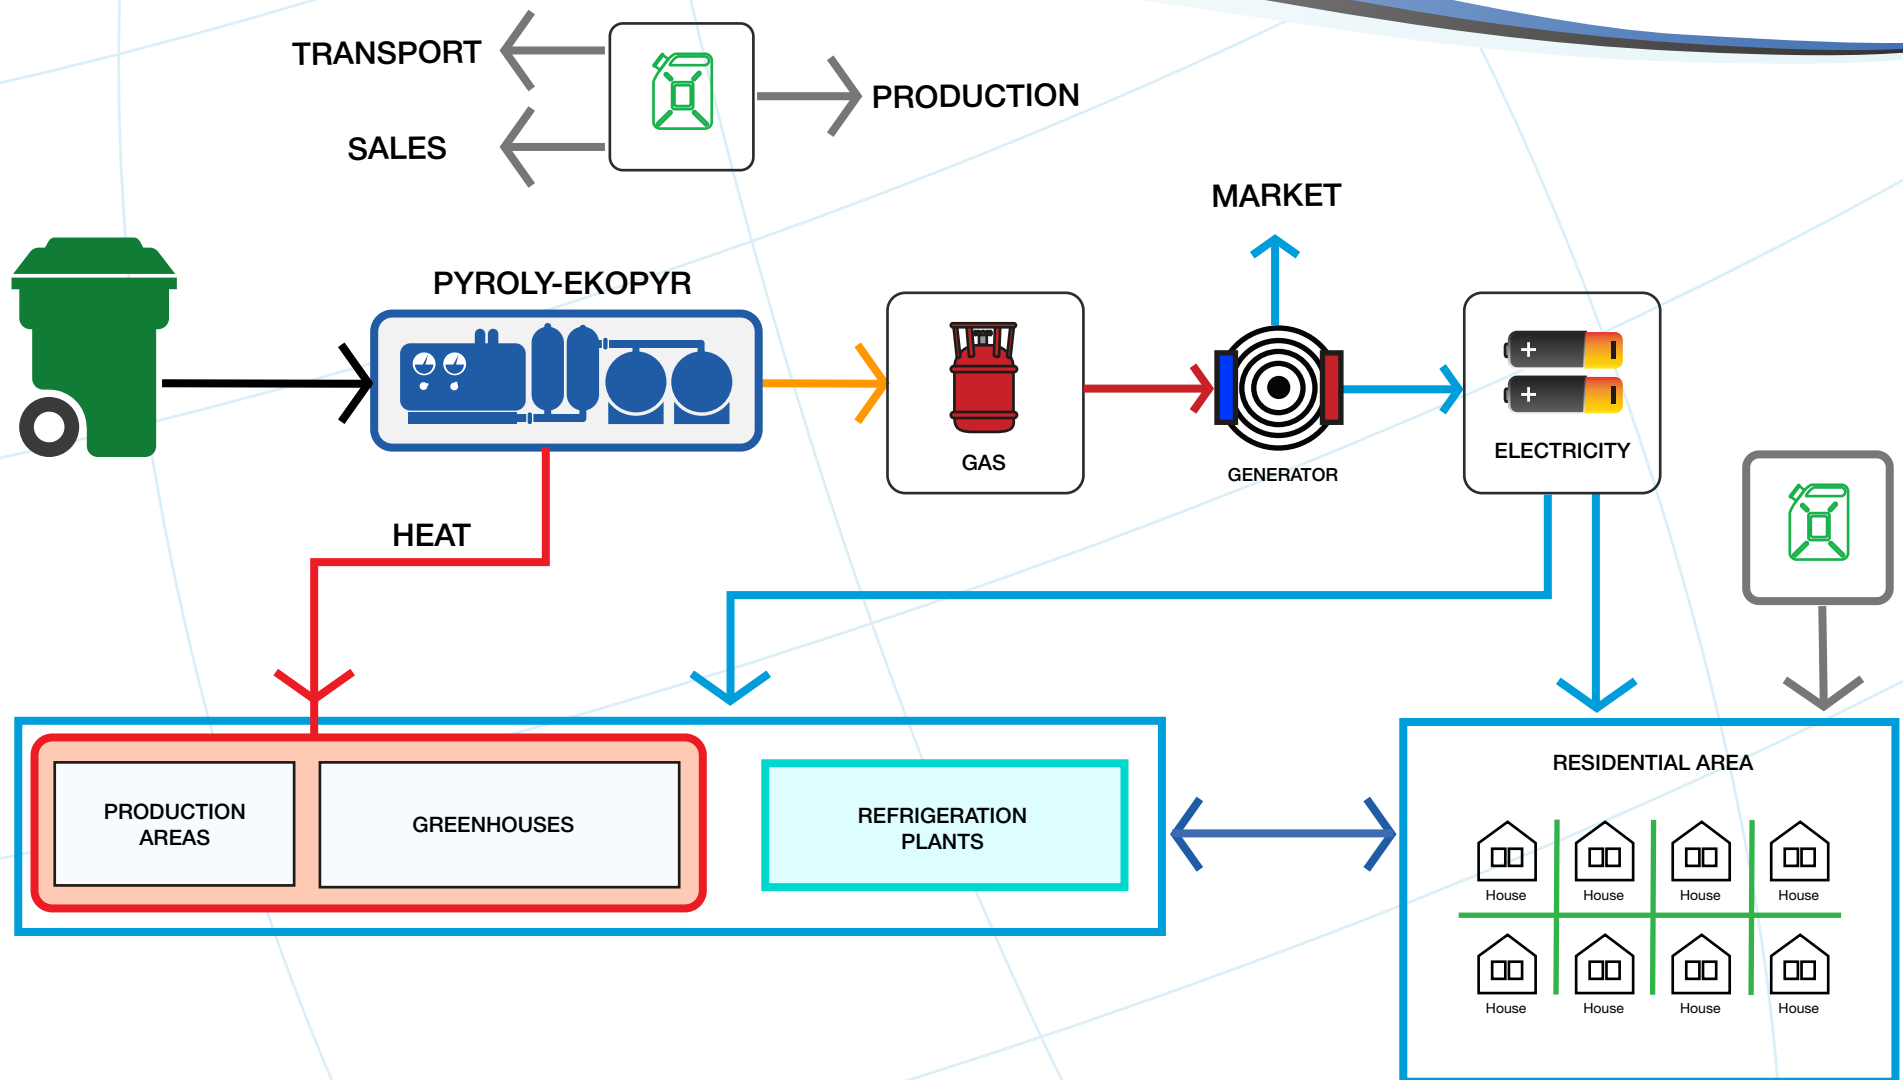 TRANSPORT
PRODUCTION
SALES
MARKET
PYROLY-EKOPYR
GAS
GENERATOR
ELECTRICITY
HEAT
PRODUCTION
AREAS
GREENHOUSES
REFRIGERATION
PLANTS
RESIDENTIAL AREA
House House House House
House House House House